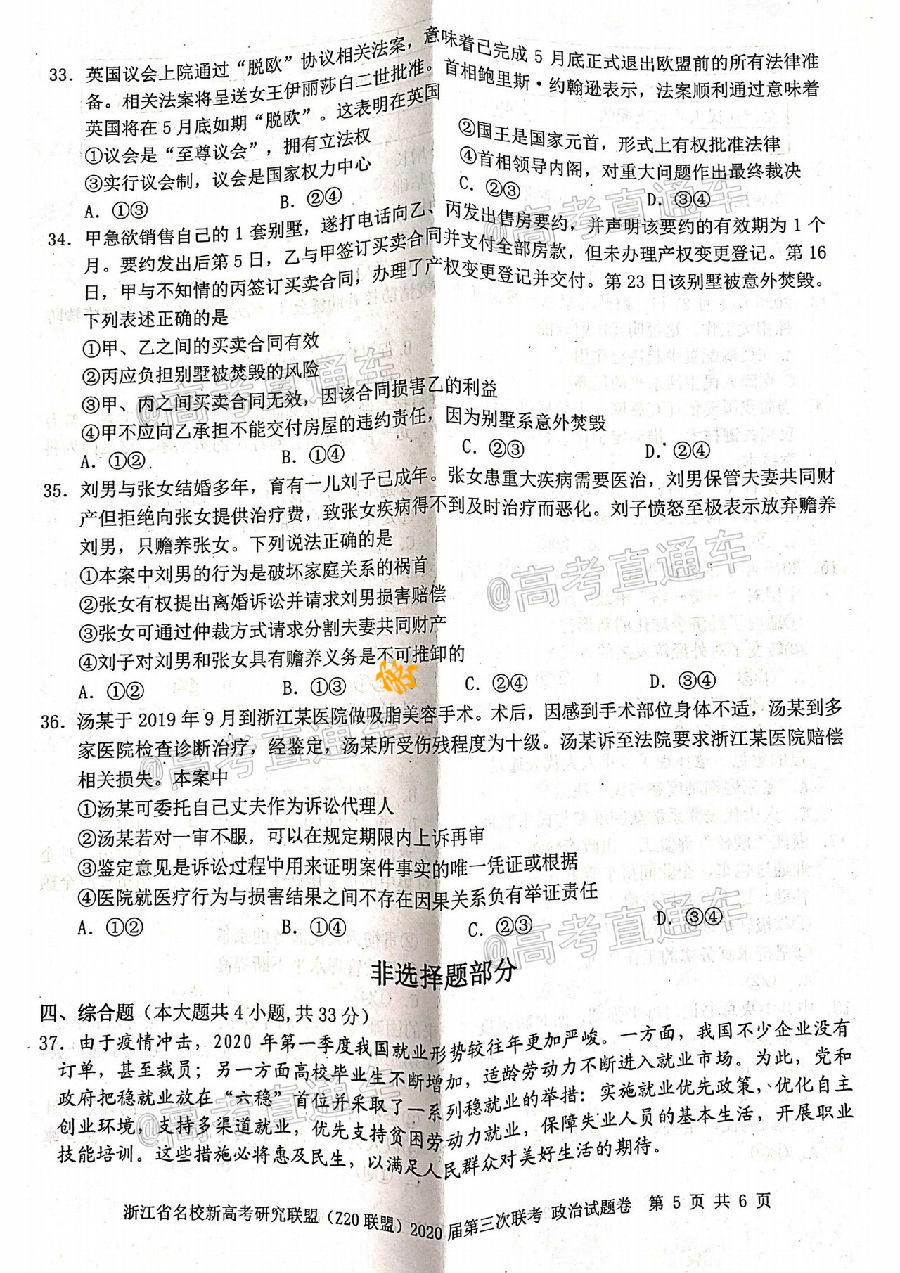 33. 英国议会上院通过“脱欧”协议相关法案，意味着已完成5月底正式退出欧盟前的所有法律准
备。相关法案将呈送女王伊丽莎白二世批准。首相鲍里斯·约翰逊表示，法案顺利通过意味着
英国将在5月底如期“脱欧”。这表明在英国
①议会是“至尊议会”，拥有立法权 ②国王是国家元首，形式上有权批准法律
③实行议会制，议会是国家权力中心 ④首相领导内阁，对重大问题作出最终裁决
A. ①③ B. ②④ C. ①② D. ③④
34. 甲急欲销售自己的1套别墅，遂打电话向乙、丙发出售房要约，并声明该要约的有效期为1个
月。要约发出后第5日，乙与甲签订买卖合同并支付全部房款，但未办理产权变更登记。第16
日，甲与不知情的丙签订买卖合同，办理了产权变更登记并交付。第23日该别墅被意外焚毁。
下列表述正确的是
①甲、乙之间的买卖合同有效
②丙应负担别墅被焚毁的风险
③甲、丙之间买卖合同无效，因该合同损害乙的利益
④甲不应向乙承担不能交付房屋的违约责任，因为别墅系意外焚毁
A. ①② B. ①④ C. ②③ D. ③④
35. 刘男与张女结婚多年，育有一儿刘子已成年。张女患重大疾病需要医治，刘男保管夫妻共同财
产但拒绝向张女提供治疗费，致张女疾病得不到及时治疗而恶化。刘子愤怒至极表示放弃赡养
刘男，只赡养张女。下列说法正确的是
①本案中刘男的行为是破坏家庭关系的祸首
②张女有权提出离婚诉讼并请求刘男损害赔偿
③张女可通过仲裁方式请求分割夫妻共同财产
④刘子对刘男和张女具有赡养义务是不可推卸的
A. ①② B. ①③ C. ②④ D. ③④
36. 汤某于2019年9月到浙江某医院做吸脂美容手术。术后，因感到手术部位身体不适，汤某到多
家医院检查诊断治疗，经鉴定，汤某所受伤残程度为十级。汤某诉至法院要求浙江某医院赔偿
相关损失。本案中
①汤某可委托自己丈夫作为诉讼代理人
②汤某若对一审不服，可以在规定期限内上诉再审
③鉴定意见是诉讼过程中用来证明案件事实的唯一凭证或根据
④医院就医疗行为与损害结果之间不存在因果关系负有举证责任
A. ①② B. ①④ C. ②③ D. ③④
非选择题部分
四、综合题（本大题共4小题，共33分）
37. 由于疫情冲击，2020年第一季度我国就业形势较往年更加严峻。一方面，我国不少企业没有
订单，甚至裁员；另一方面高校毕业生不断增加，适龄劳动力不断进入就业市场。为此，党和
政府把稳就业放在“六稳”首位并采取了一系列稳就业的举措：实施就业优先政策、优化自主
创业环境，支持多渠道就业，优先支持贫困劳动力就业，保障失业人员的基本生活，开展职业
技能培训。这些措施必将惠及民生，以满足人民群众对美好生活的期待。
浙江省名校新高考研究联盟（Z20联盟）2020届第三次联考 政治试题卷 第5页共6页
@高考直通车
@高考直通车
@高考直通车
@高考直通车
@高考直通车
@高考直通车